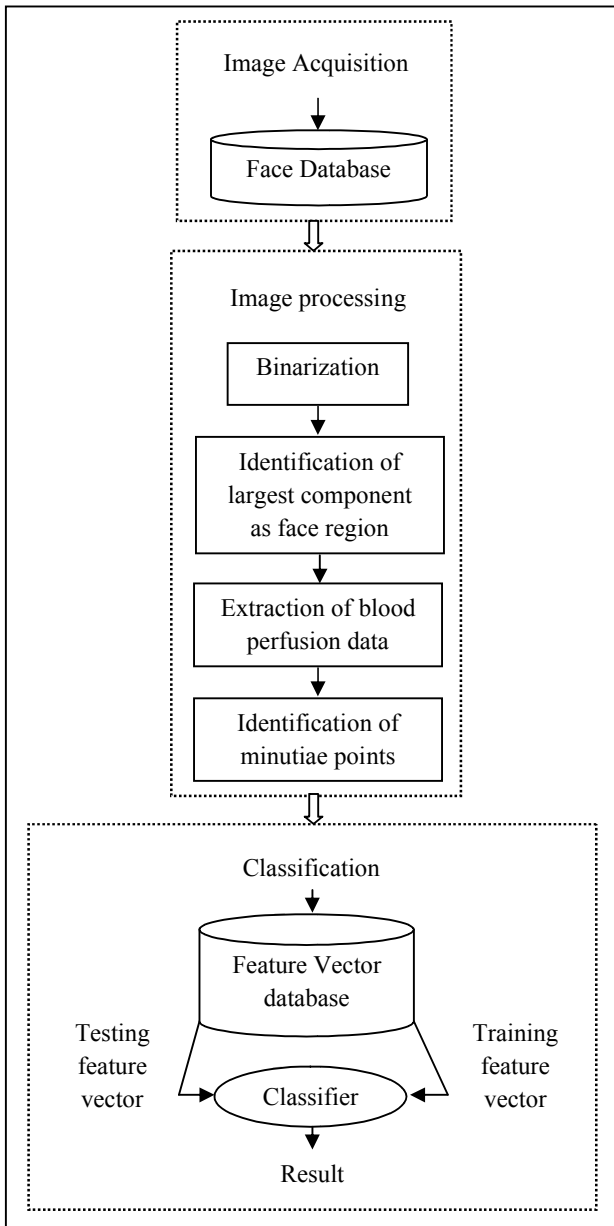 Image Acquisition
Face Database
Image processing
Binarization
Identification of
largest component
as face region
Extraction of blood
perfusion data
Identification of
minutiae points
Classification
Feature Vector
database
Testing
feature
vector
Training
feature
vector
Classifier
Result